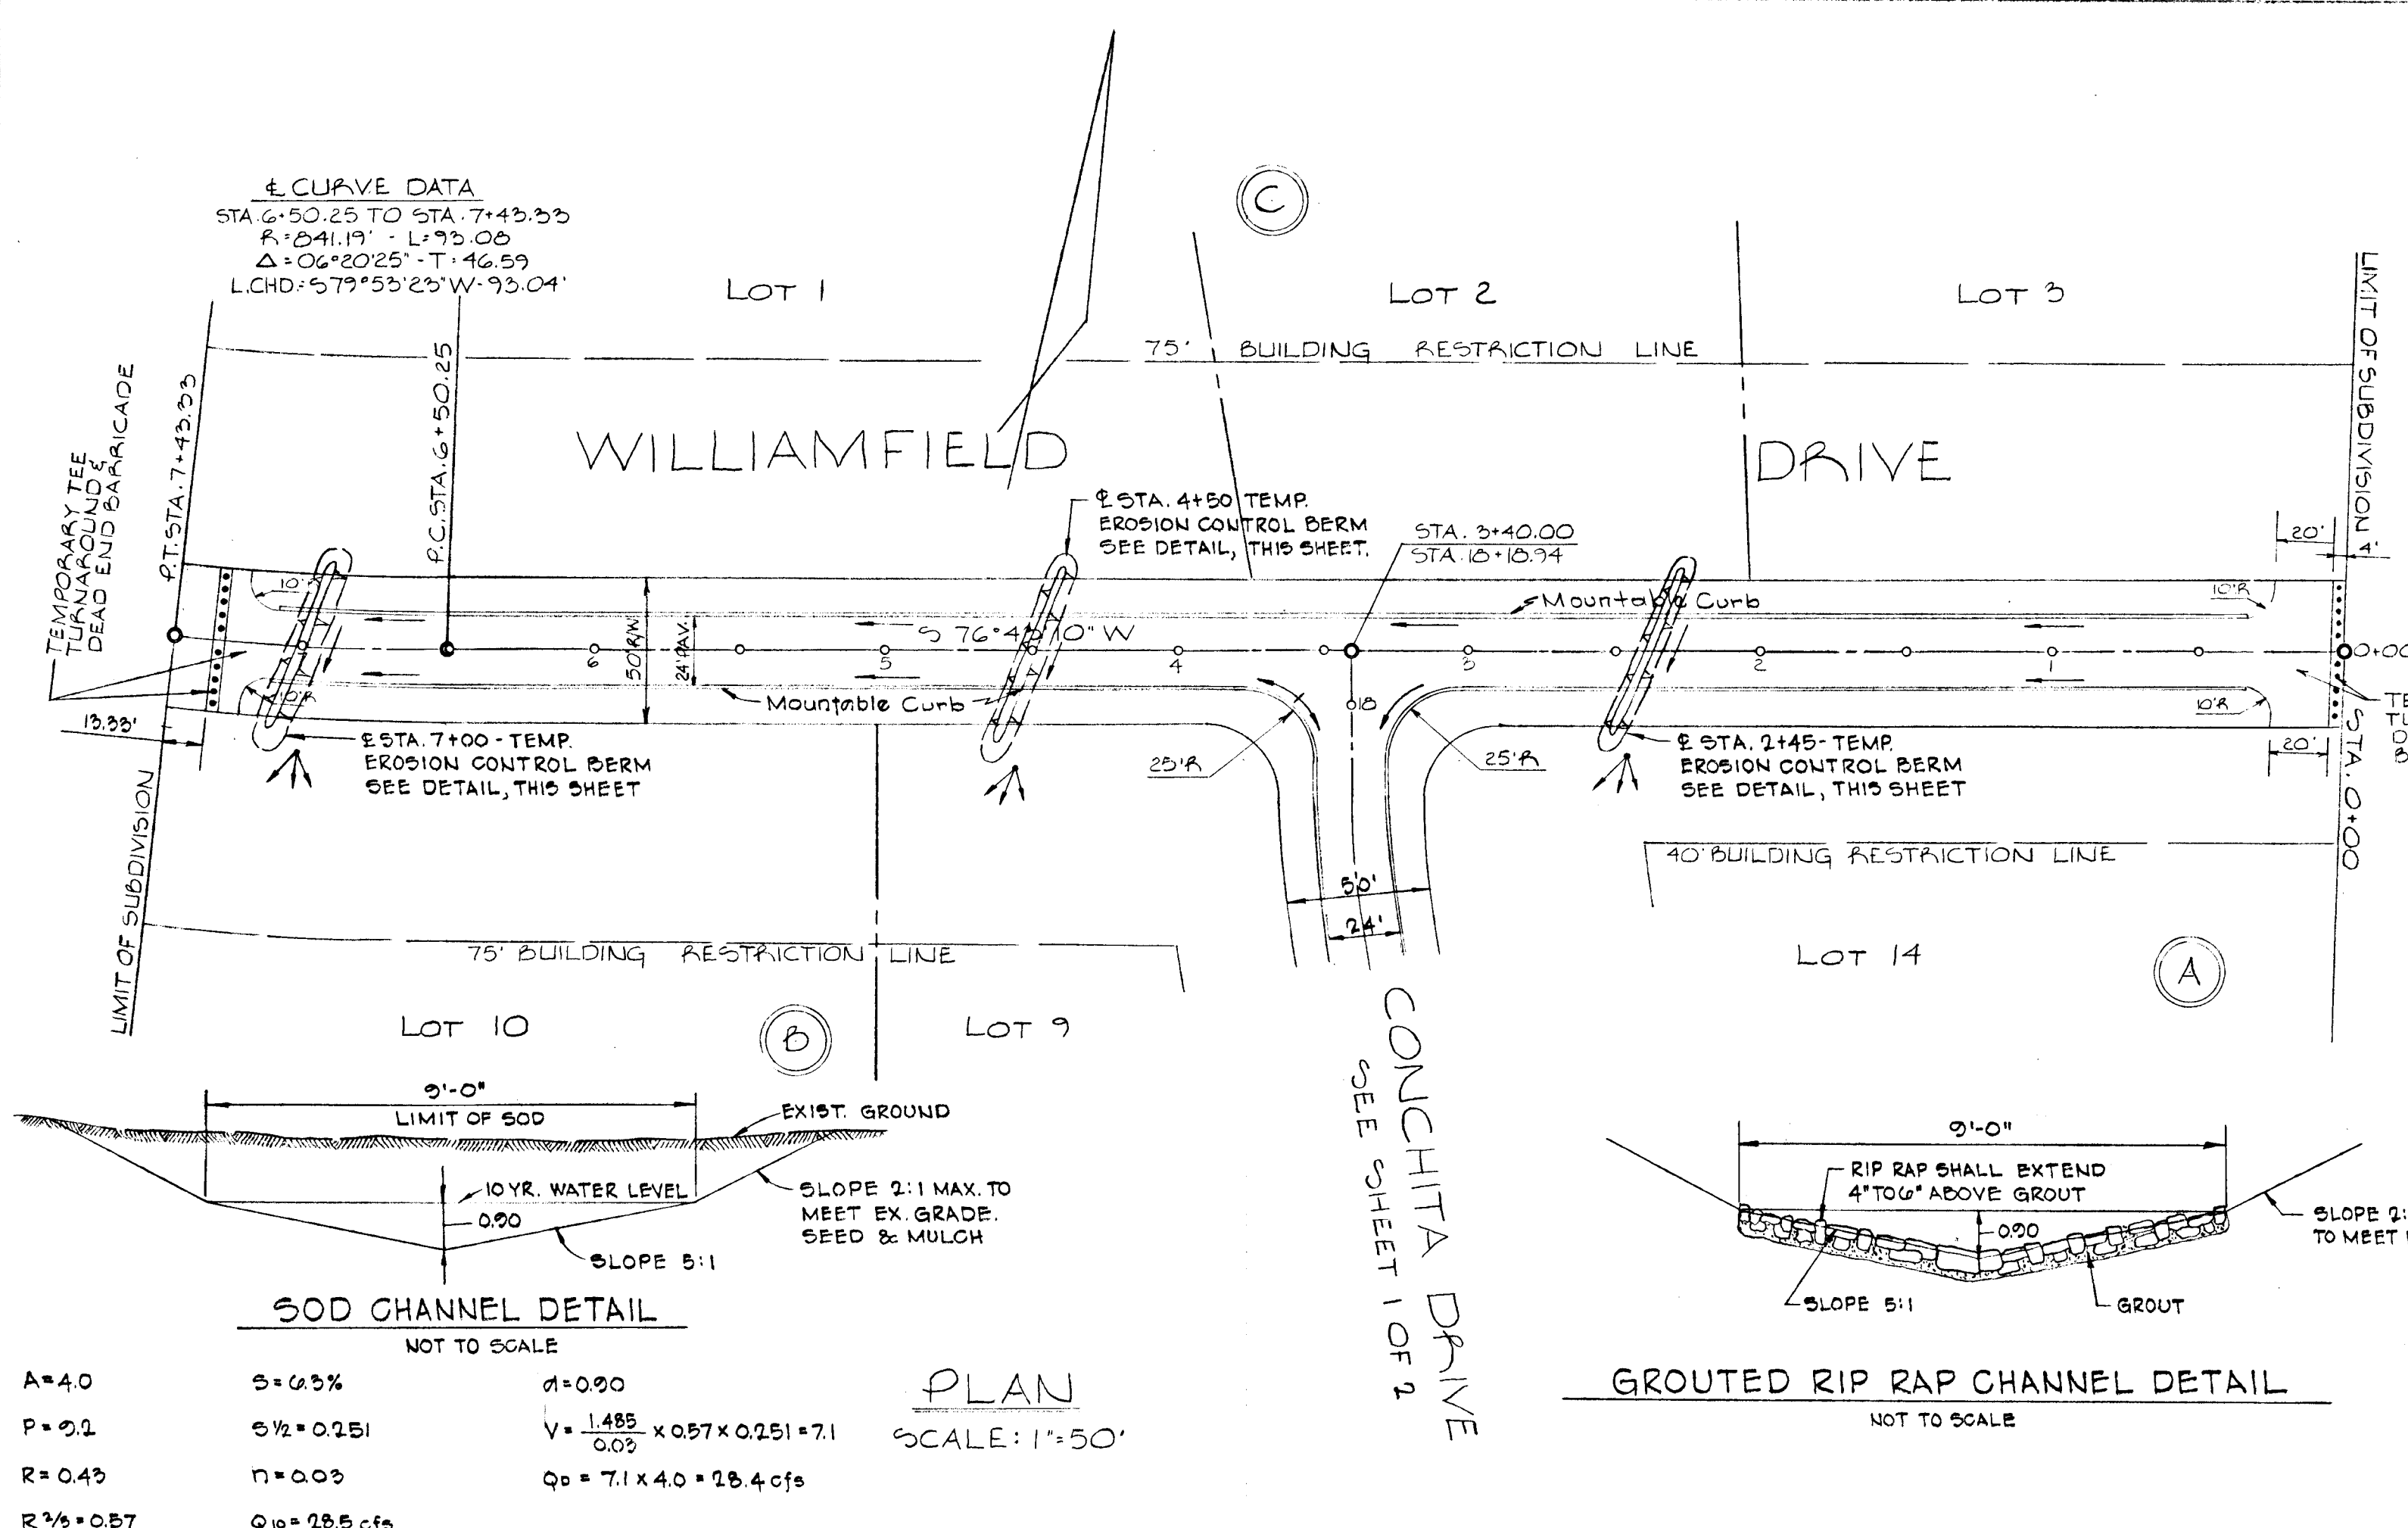 ℄ CURVE DATA
STA. 6+50.25 TO STA. 7+43.33
R=841.19' - L=93.08
Δ=06°20'25" - T=46.59
L.CHD.=S79°53'23"W-93.04'
C
LOT 1
LOT 2
LOT 3
LIMIT OF SUBDIVISION
75' BUILDING RESTRICTION LINE
TEMPORARY TEE
TURNAROUND &
DEAD END BARRICADE
P.T. STA. 7+43.33
P.C. STA. 6+50.25
WILLIAMFIELD DRIVE
℄ STA. 4+50 TEMP.
EROSION CONTROL BERM
SEE DETAIL, THIS SHEET.
STA. 3+40.00
STA. 18+18.94
20'
4'
10'
Mountable Curb
10'R
50' R/W
24' PAV.
6
5
4
3
2
1
0+00
10'R
Mountable Curb
18
10'R
13.33'
℄ STA. 7+00 - TEMP.
EROSION CONTROL BERM
SEE DETAIL, THIS SHEET
25'R
25'R
℄ STA. 2+45 - TEMP.
EROSION CONTROL BERM
SEE DETAIL, THIS SHEET
20'
STA. 0+00
LIMIT OF SUBDIVISION
40' BUILDING RESTRICTION LINE
50'
24'
75' BUILDING RESTRICTION LINE
LOT 14
A
LOT 10
B
LOT 9
CONCHITA DRIVE
SEE SHEET 1 OF 2
9'-0"
LIMIT OF SOD
EXIST. GROUND
10 YR. WATER LEVEL
0.90
SLOPE 2:1 MAX. TO
MEET EX. GRADE.
SEED & MULCH
SLOPE 5:1
SOD CHANNEL DETAIL
NOT TO SCALE
9'-0"
RIP RAP SHALL EXTEND
4" TO 6" ABOVE GROUT
0.90
SLOPE 2:
TO MEET
SLOPE 5:1
GROUT
GROUTED RIP RAP CHANNEL DETAIL
NOT TO SCALE
A=4.0 S=6.3% d=0.90
P=9.2 S½=0.251 V= 1.485/0.03 x 0.57 x 0.251 = 7.1
R=0.43 n=0.03 QD = 7.1 x 4.0 = 28.4 cfs
R⅔=0.57 Q10=28.5 cfs
PLAN
SCALE: 1"=50'